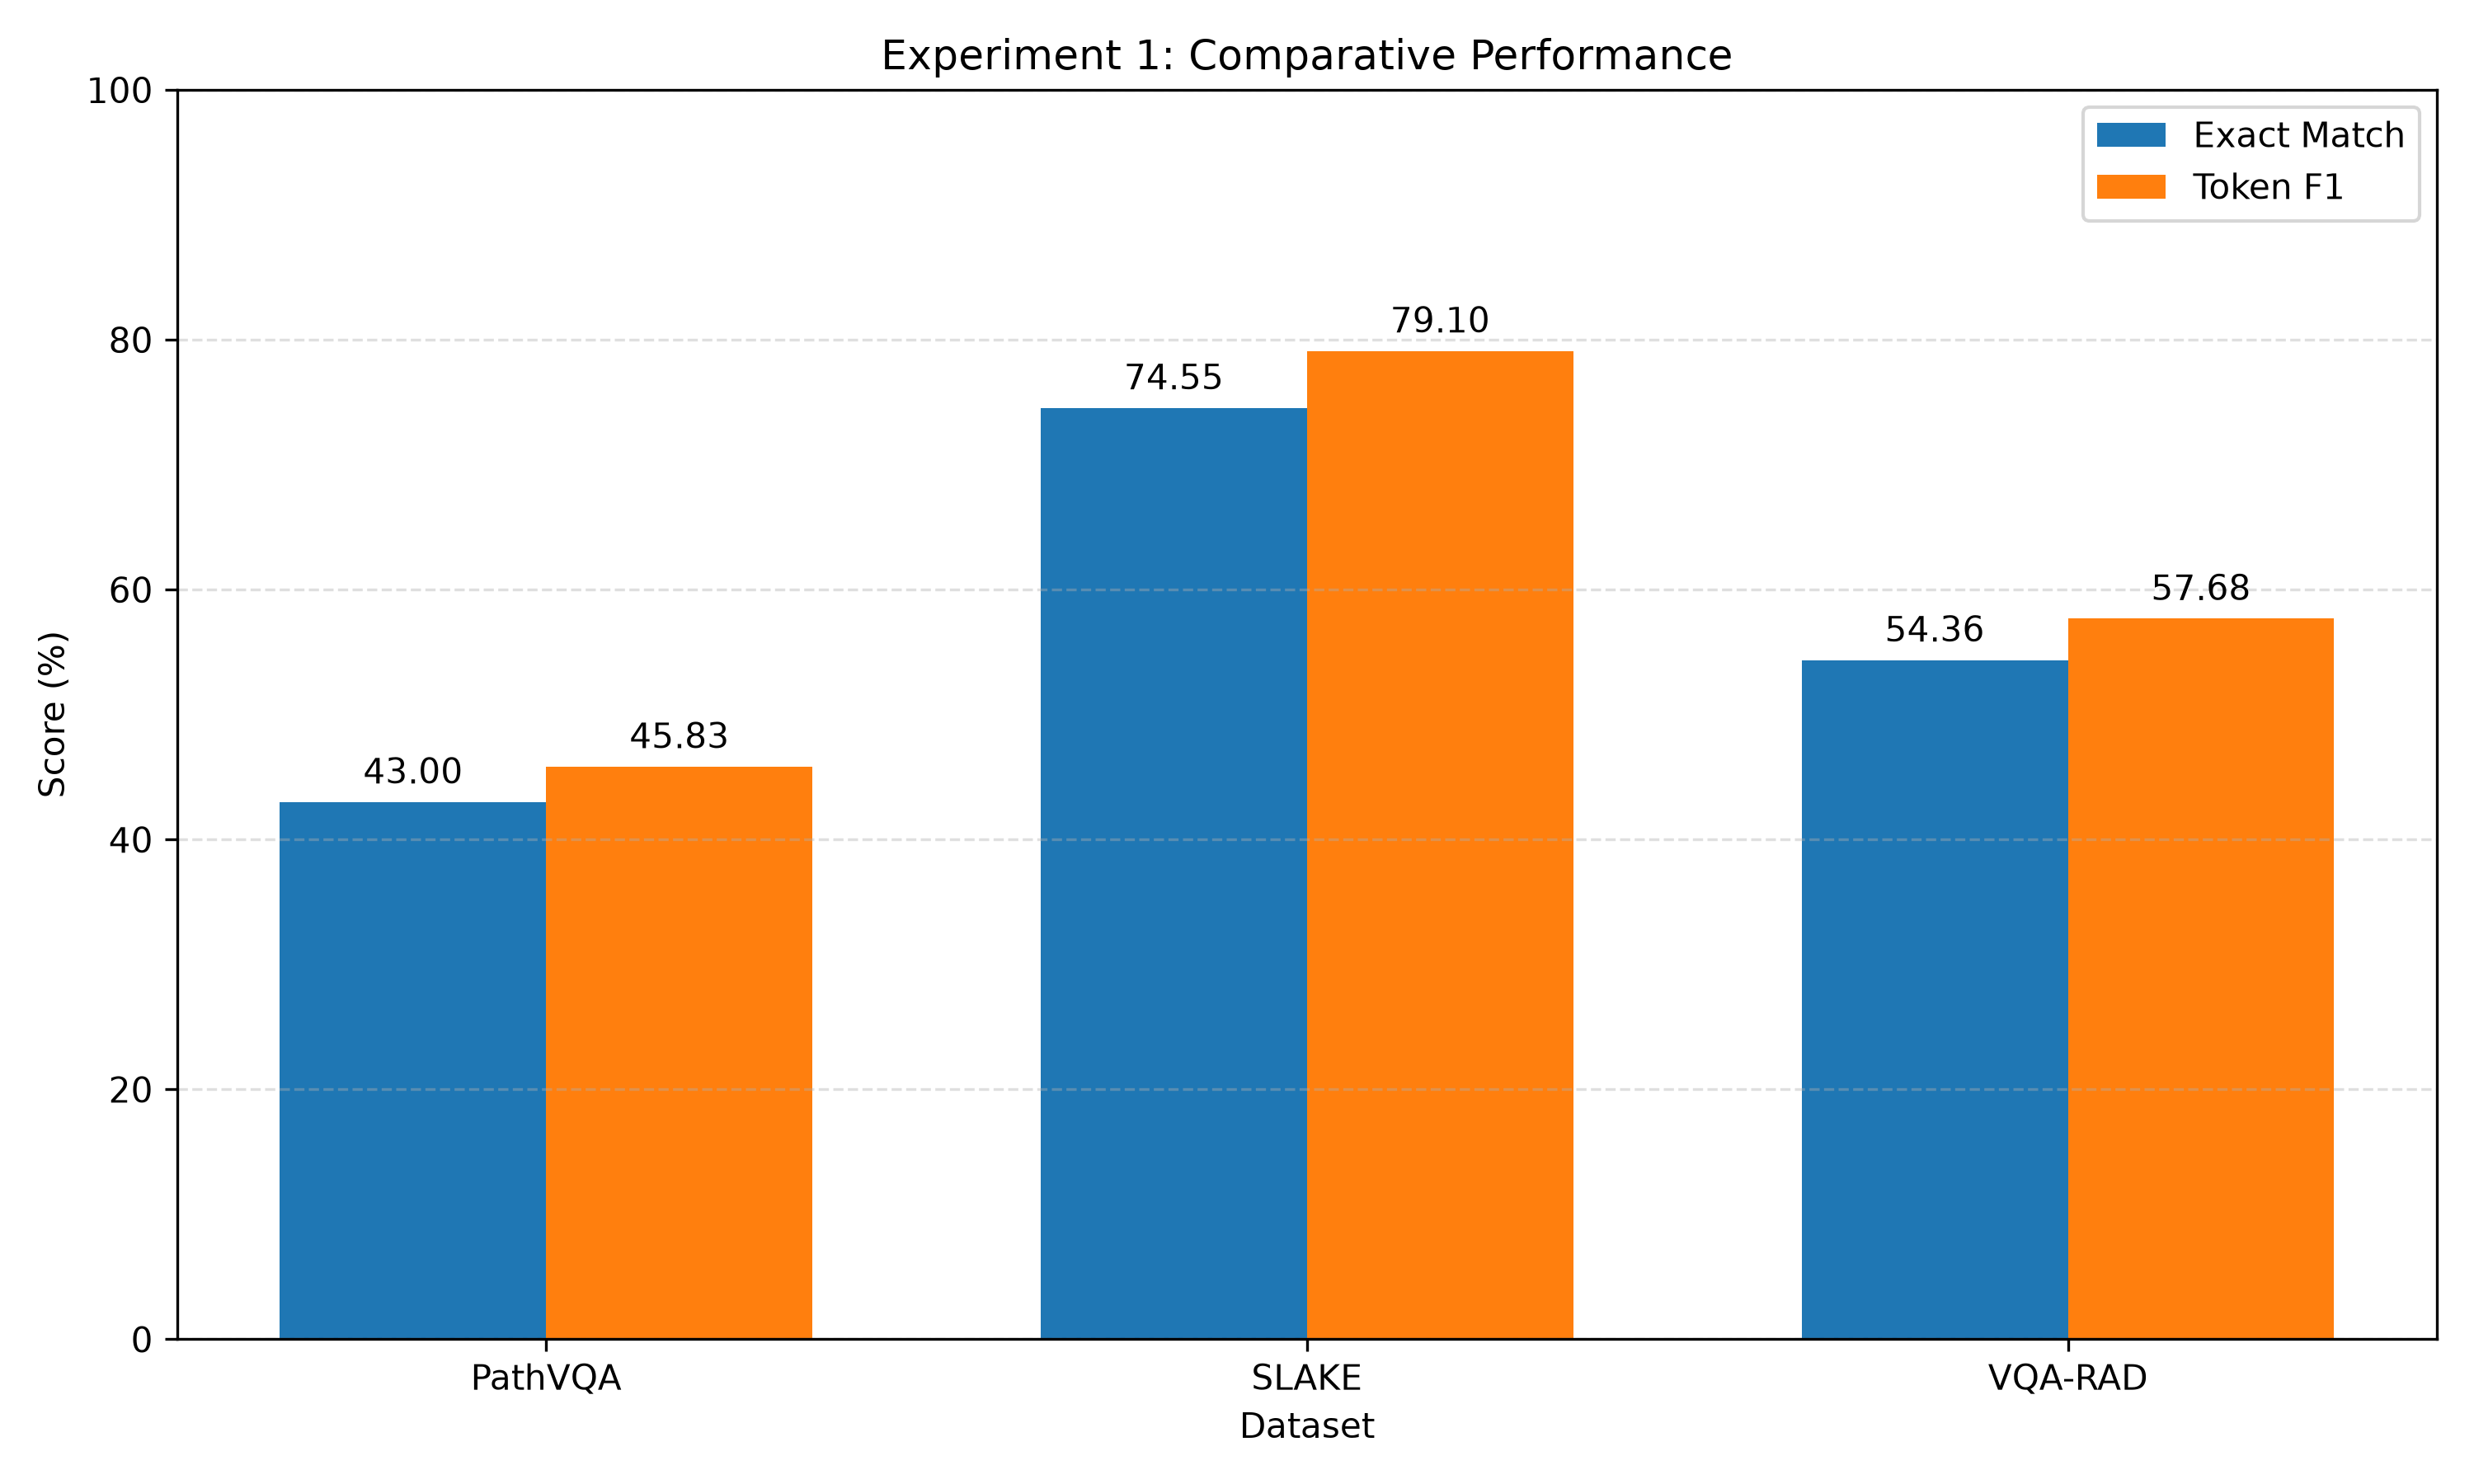 Experiment 1: Comparative Performance
100
80
60
40
20
0
Score (%)
Exact Match
Token F1
43.00
45.83
74.55
79.10
54.36
57.68
PathVQA
SLAKE
VQA-RAD
Dataset